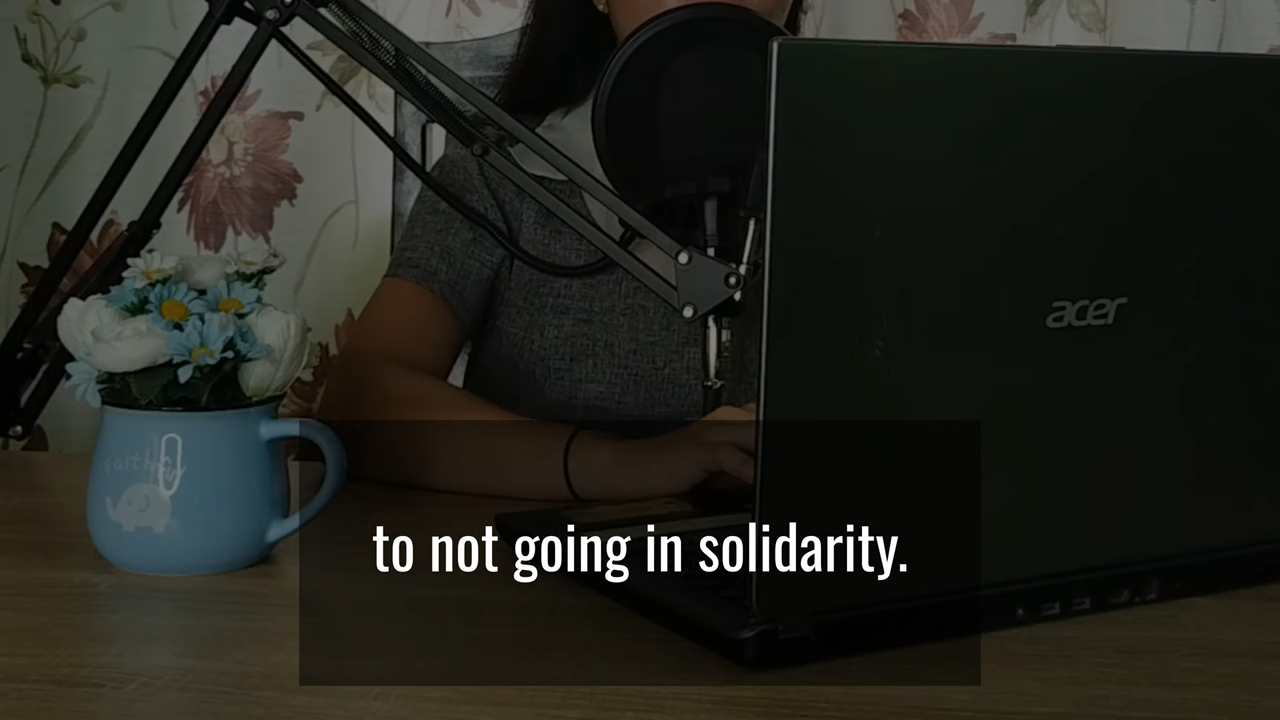 acer
to not going in solidarity.